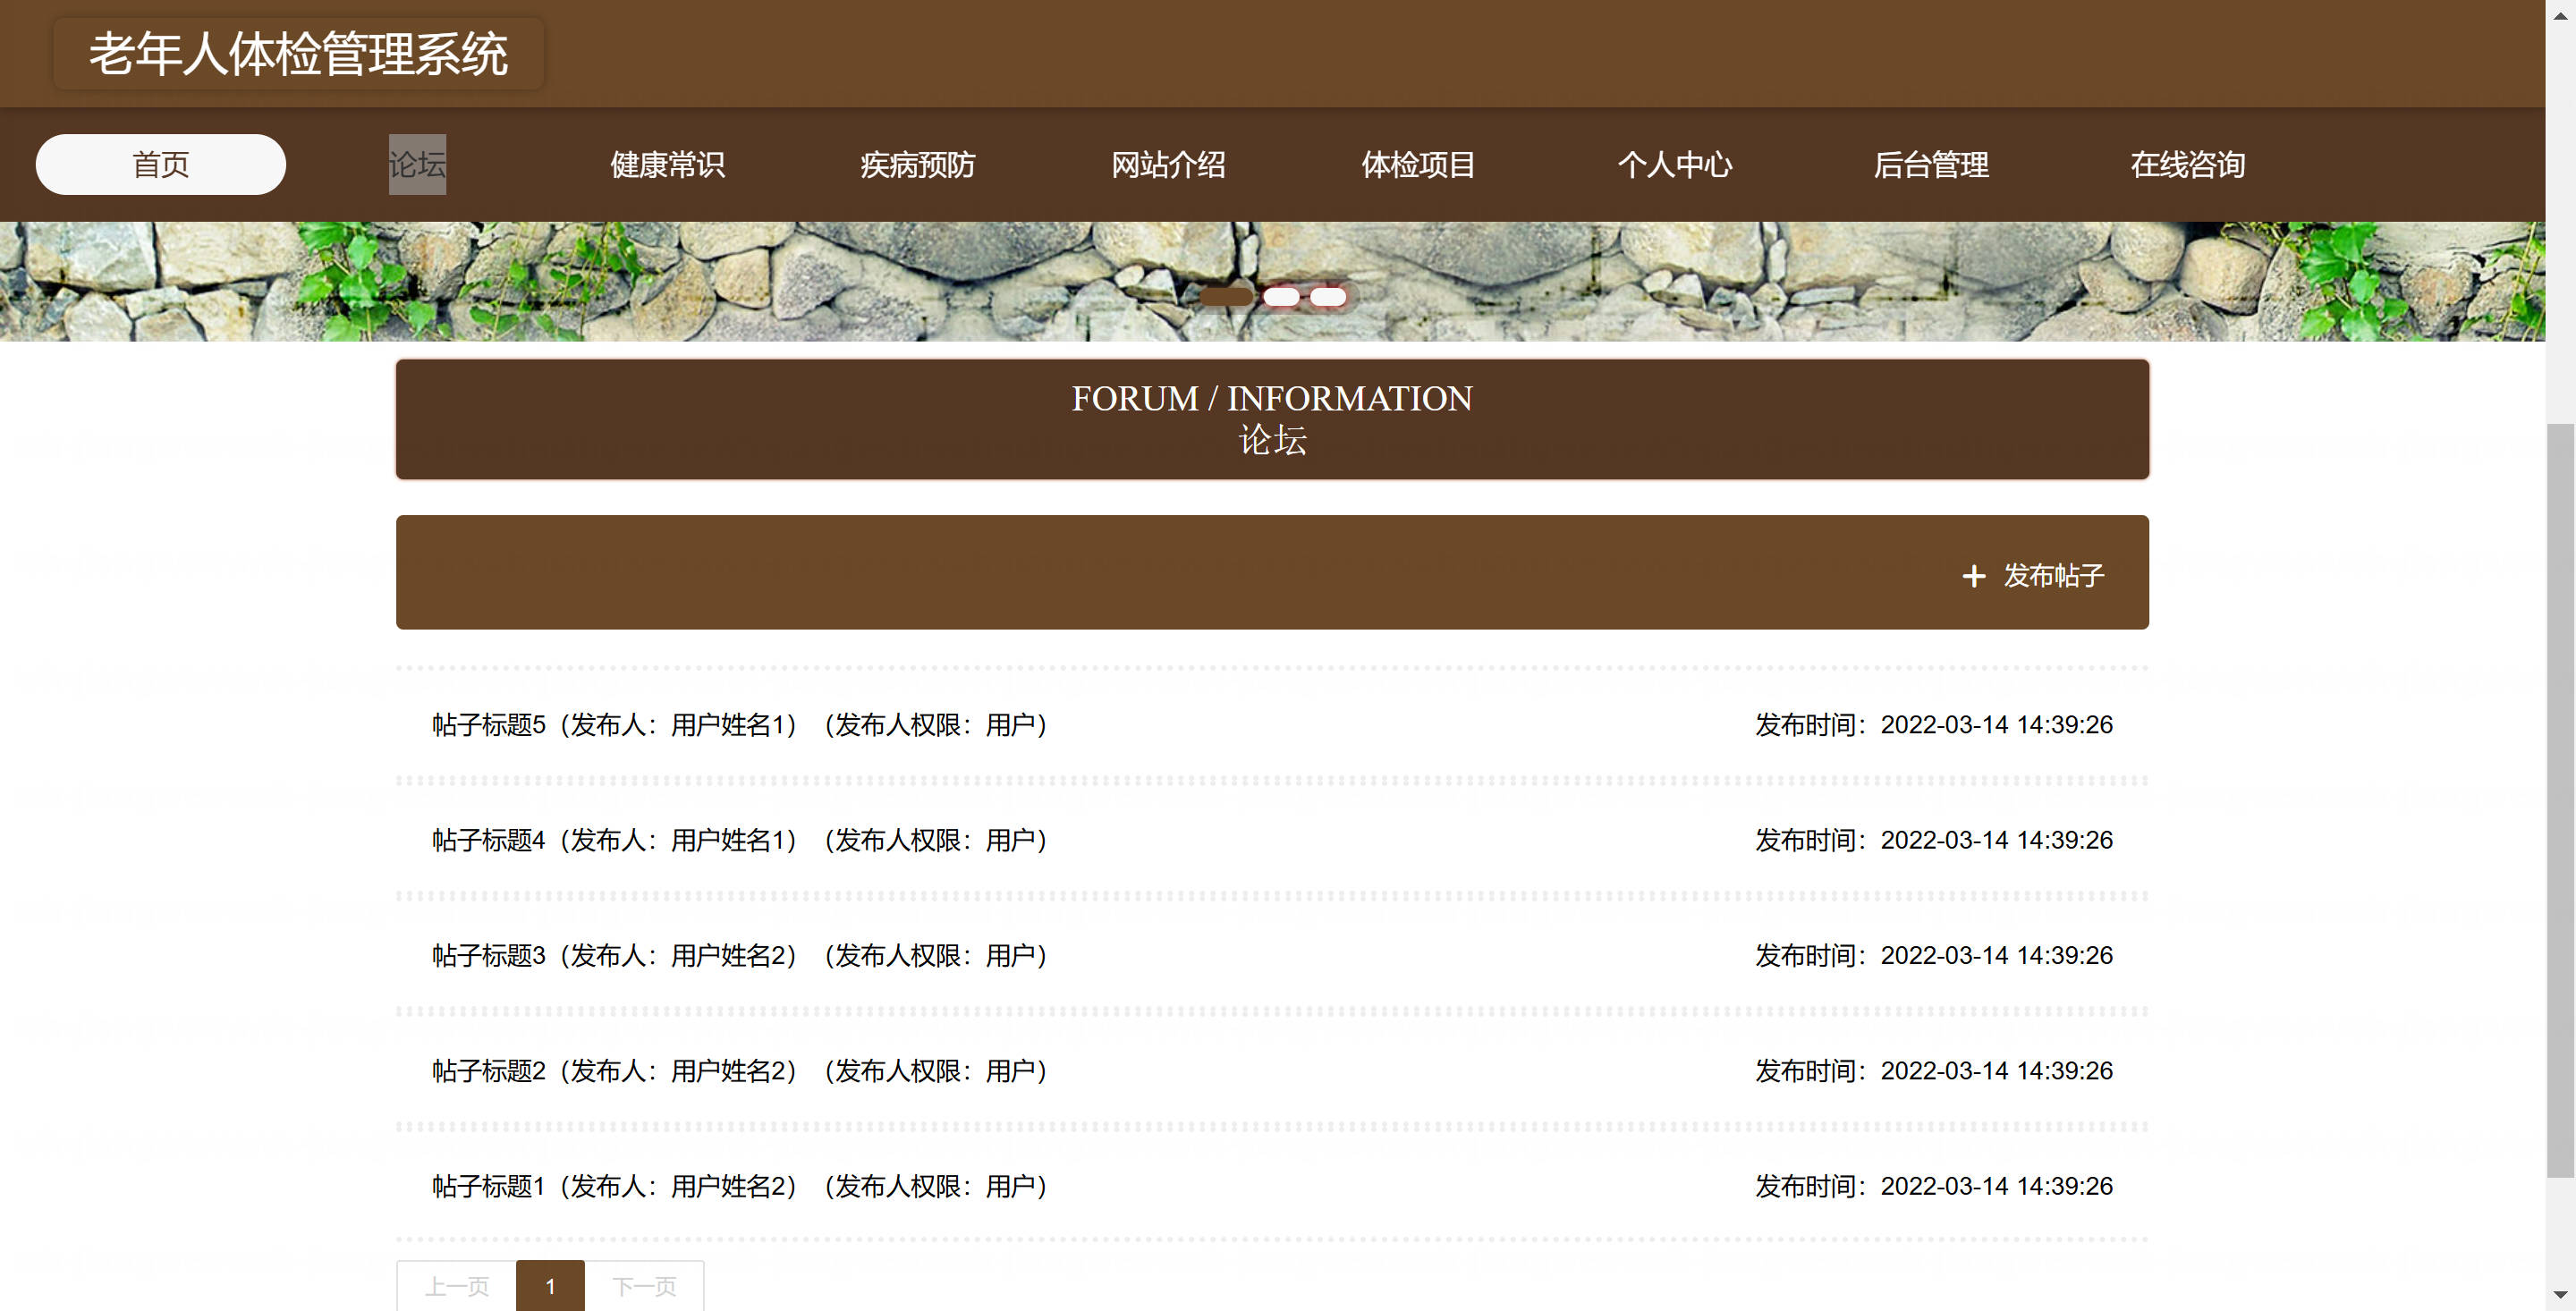 老年人体检管理系统
首页 论坛 健康常识 疾病预防 网站介绍 体检项目 个人中心 后台管理 在线咨询
FORUM / INFORMATION
论坛
+ 发布帖子
帖子标题5（发布人：用户姓名1）（发布人权限：用户） 发布时间：2022-03-14 14:39:26
帖子标题4（发布人：用户姓名1）（发布人权限：用户） 发布时间：2022-03-14 14:39:26
帖子标题3（发布人：用户姓名2）（发布人权限：用户） 发布时间：2022-03-14 14:39:26
帖子标题2（发布人：用户姓名2）（发布人权限：用户） 发布时间：2022-03-14 14:39:26
帖子标题1（发布人：用户姓名2）（发布人权限：用户） 发布时间：2022-03-14 14:39:26
上一页 1 下一页